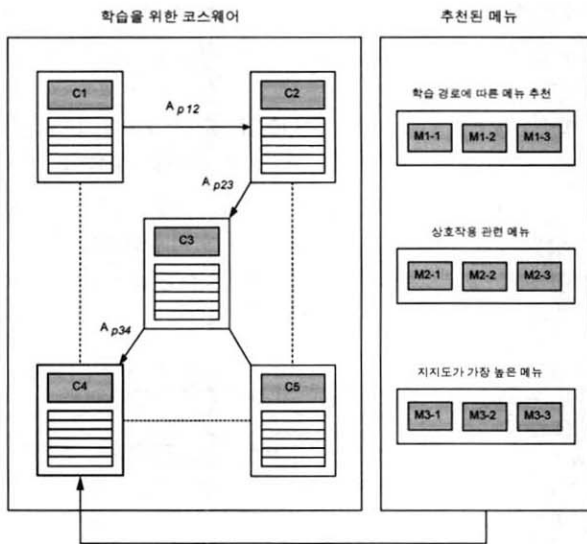 학습을 위한 코스웨어
추천된 메뉴
C1
C2
A p12
A p23
C3
A p34
C4
C5
학습 경로에 따른 메뉴 추천
M1-1 M1-2 M1-3
상호작용 관련 메뉴
M2-1 M2-2 M2-3
지지도가 가장 높은 메뉴
M3-1 M3-2 M3-3